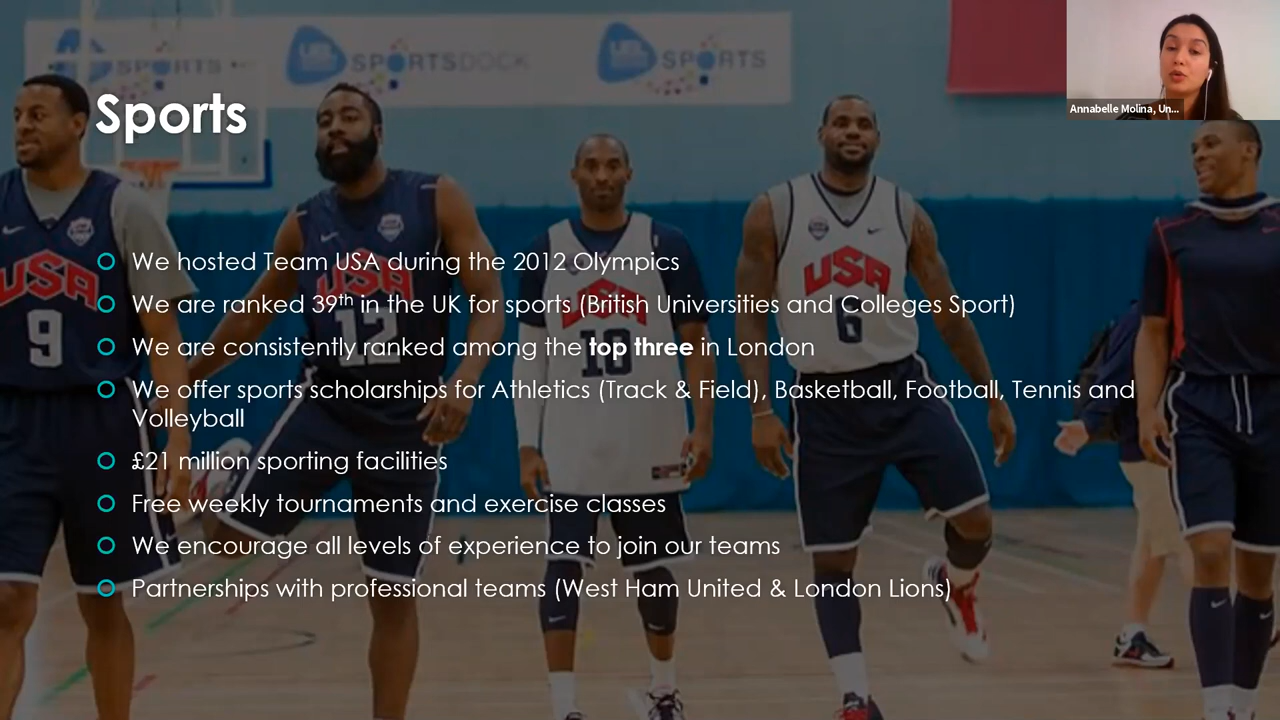 UEL SPORTSDOCK
UEL SPORTS
Annabelle Molina, Un...
Sports
We hosted Team USA during the 2012 Olympics
We are ranked 39th in the UK for sports (British Universities and Colleges Sport)
We are consistently ranked among the top three in London
We offer sports scholarships for Athletics (Track & Field), Basketball, Football, Tennis and
Volleyball
£21 million sporting facilities
Free weekly tournaments and exercise classes
We encourage all levels of experience to join our teams
Partnerships with professional teams (West Ham United & London Lions)
USA
9
USA
12
USA
10
USA
6